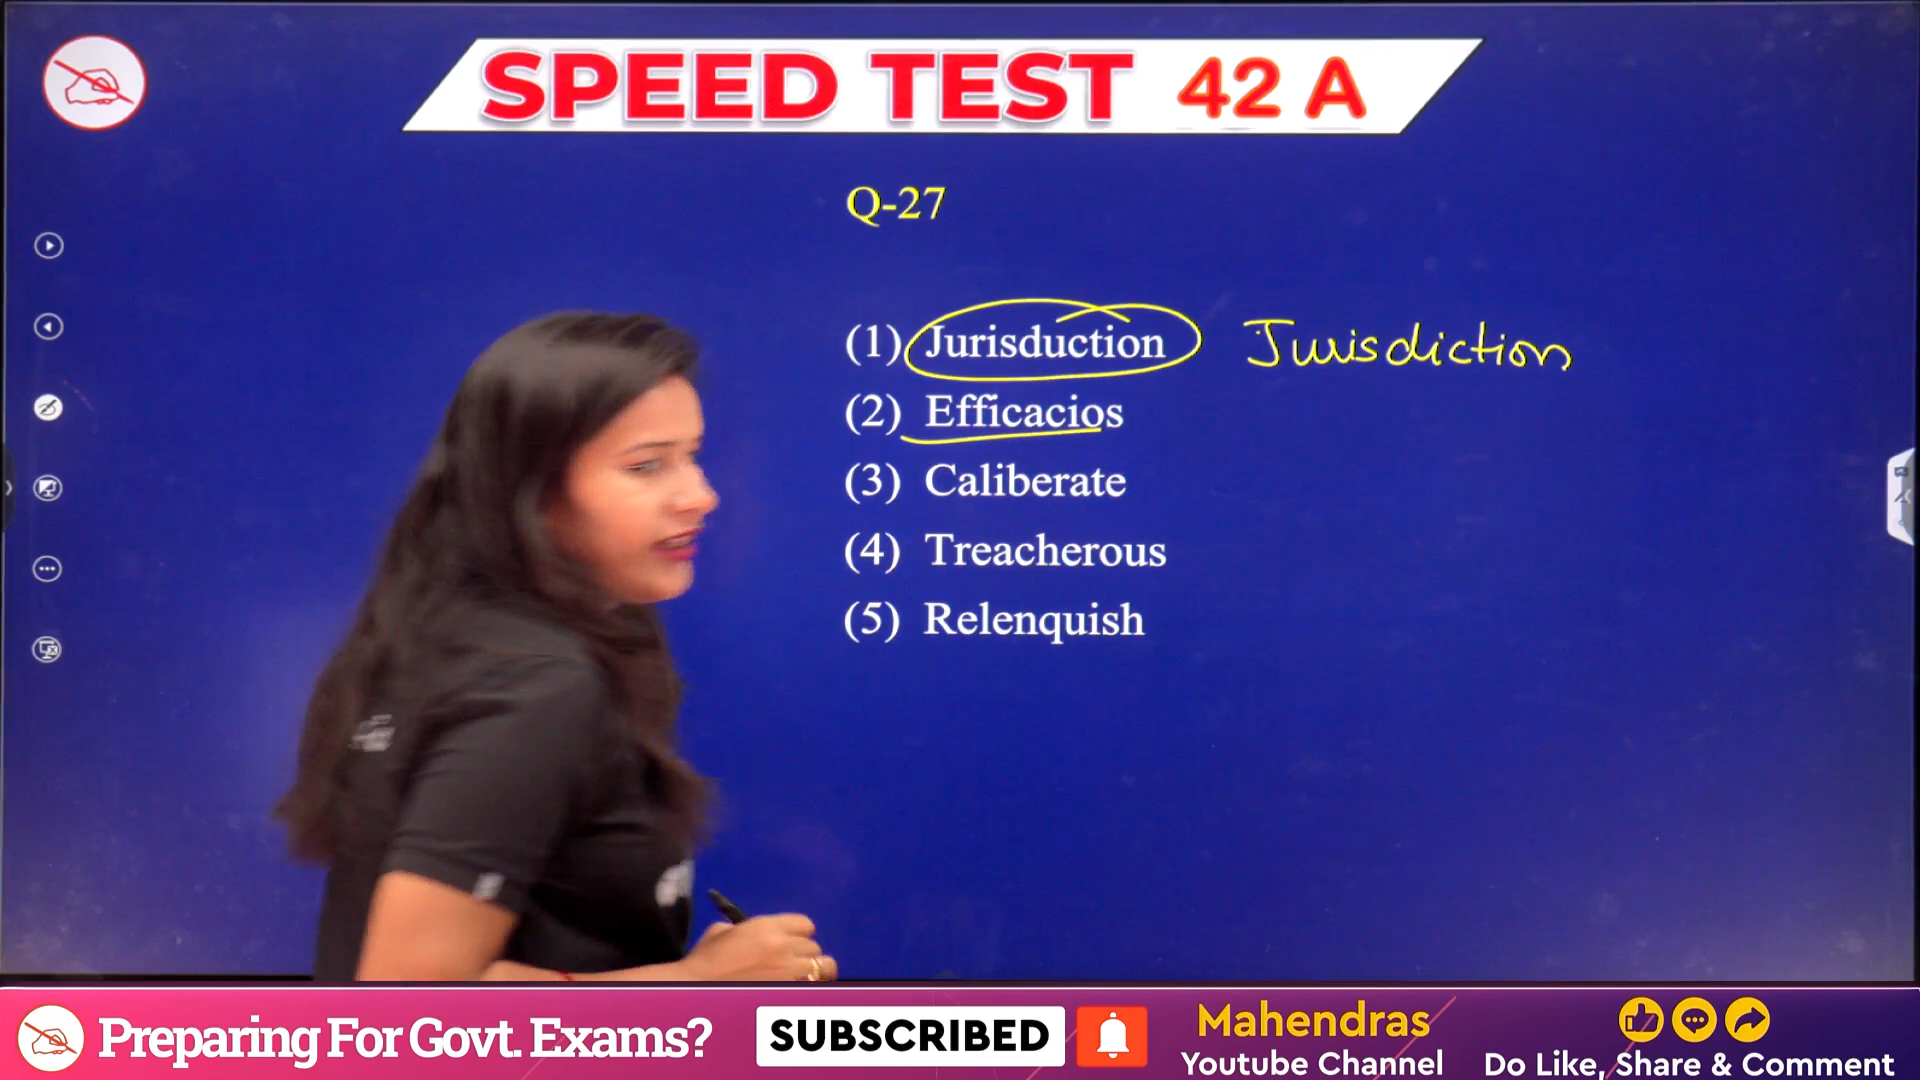 SPEED TEST 42 A
Q-27
(1) Jurisduction Jurisdiction
(2) Efficacios
(3) Caliberate
(4) Treacherous
(5) Relenquish
Preparing For Govt. Exams?
SUBSCRIBED
Mahendras
Youtube Channel
Do Like, Share & Comment